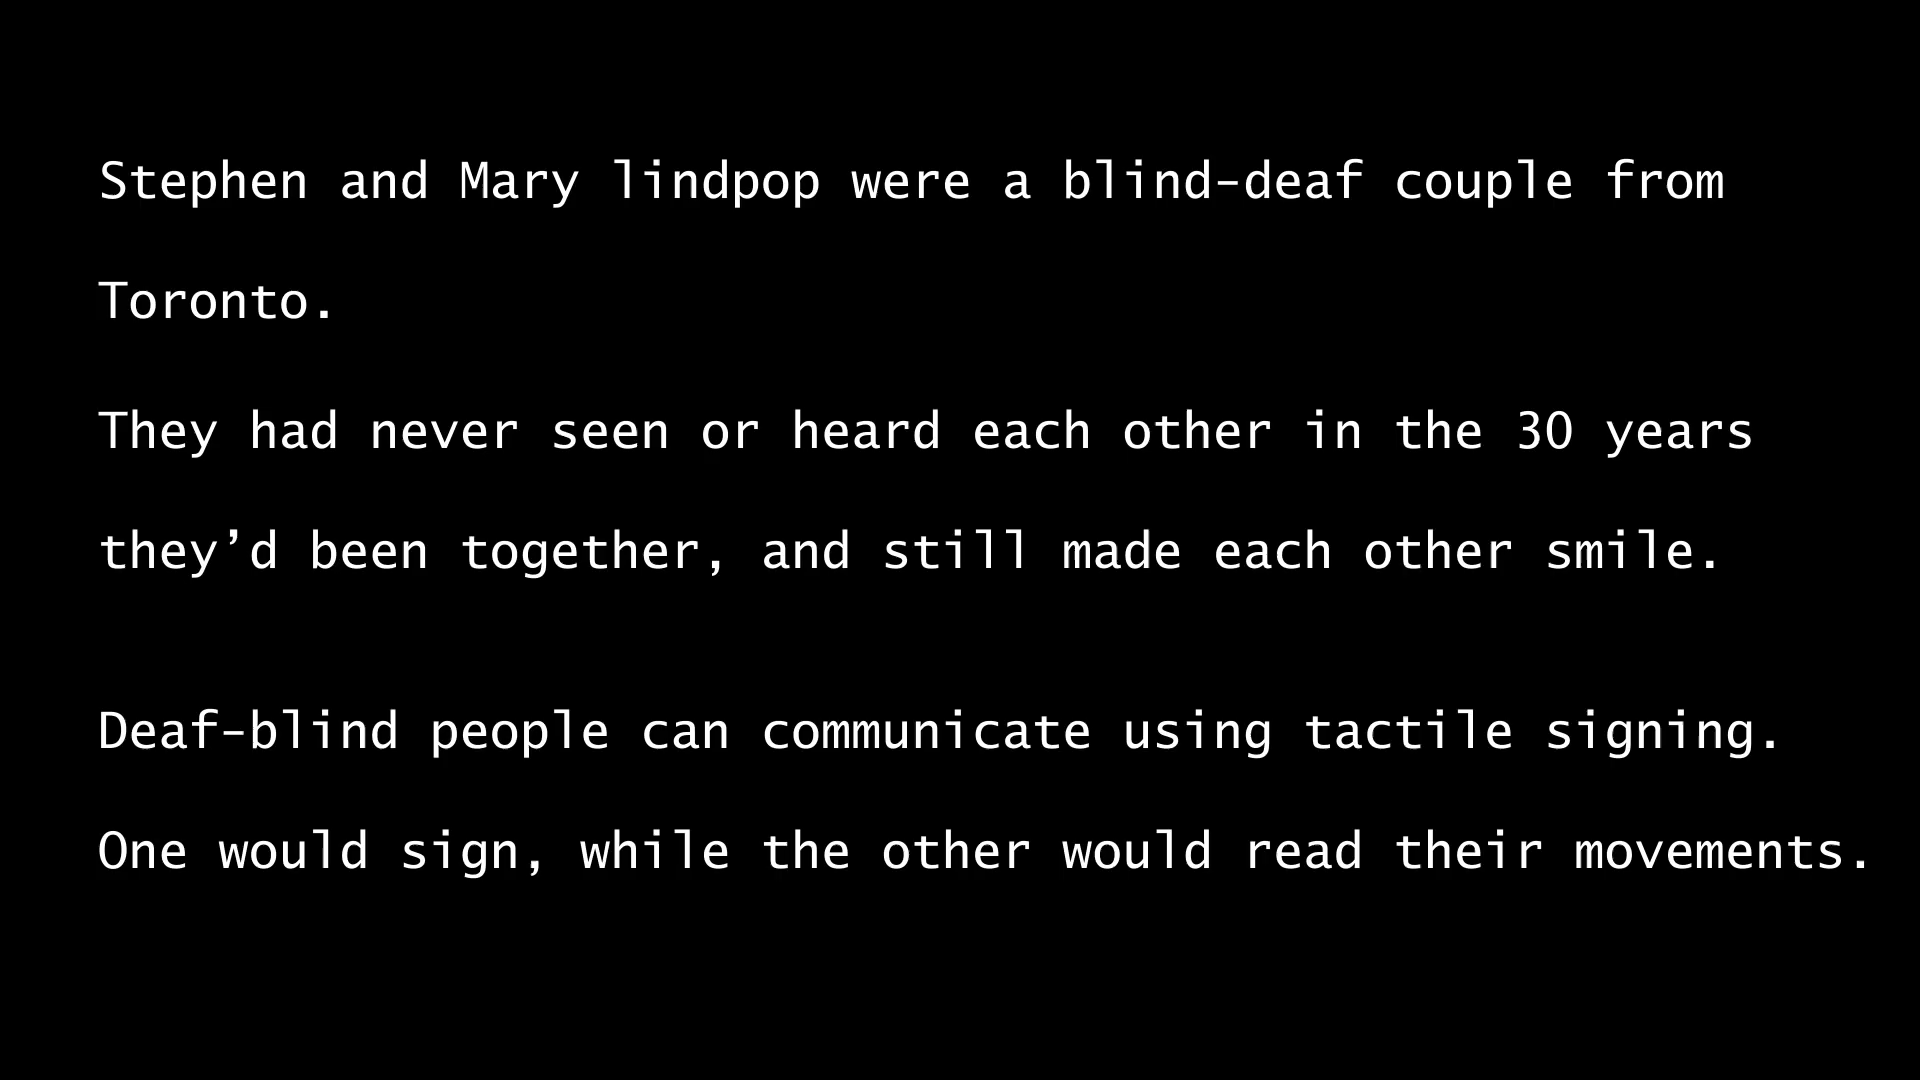 Stephen and Mary lindpop were a blind-deaf couple from
Toronto.
They had never seen or heard each other in the 30 years
they’d been together, and still made each other smile.
Deaf-blind people can communicate using tactile signing.
One would sign, while the other would read their movements.